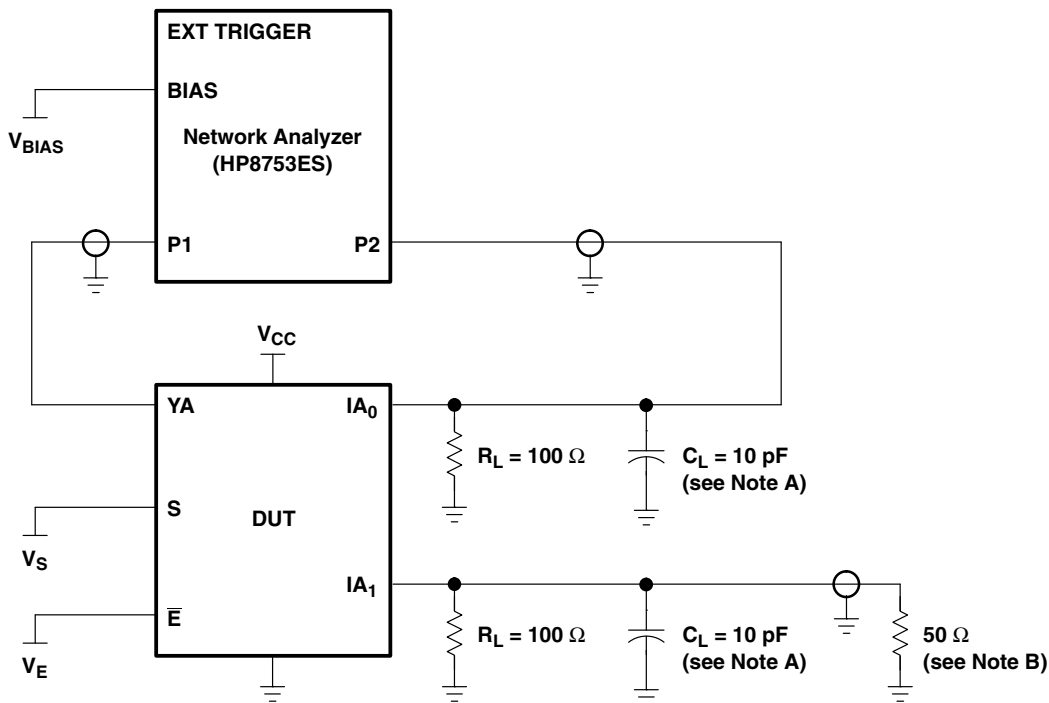 EXT TRIGGER
BIAS
VBIAS
Network Analyzer
(HP8753ES)
P1
P2
VCC
YA
IA0
RL = 100 Ω
CL = 10 pF
(see Note A)
S
DUT
VS
IA1
E̅
VE
RL = 100 Ω
CL = 10 pF
(see Note A)
50 Ω
(see Note B)